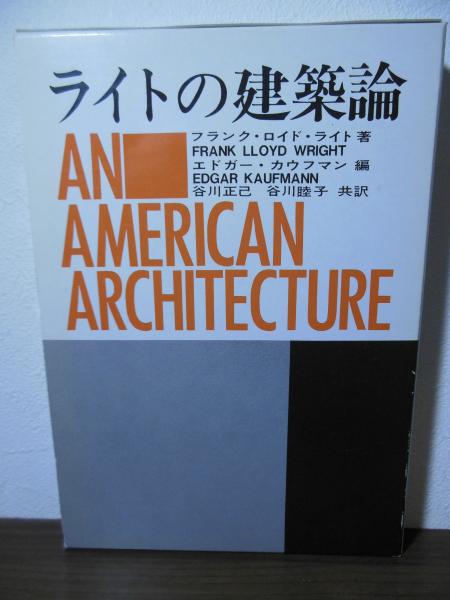 ライトの建築論
フランク・ロイド・ライト 著
FRANK LLOYD WRIGHT
エドガー・カウフマン 編
EDGAR KAUFMANN
谷川正己 谷川睦子 共訳
AN
AMERICAN
ARCHITECTURE